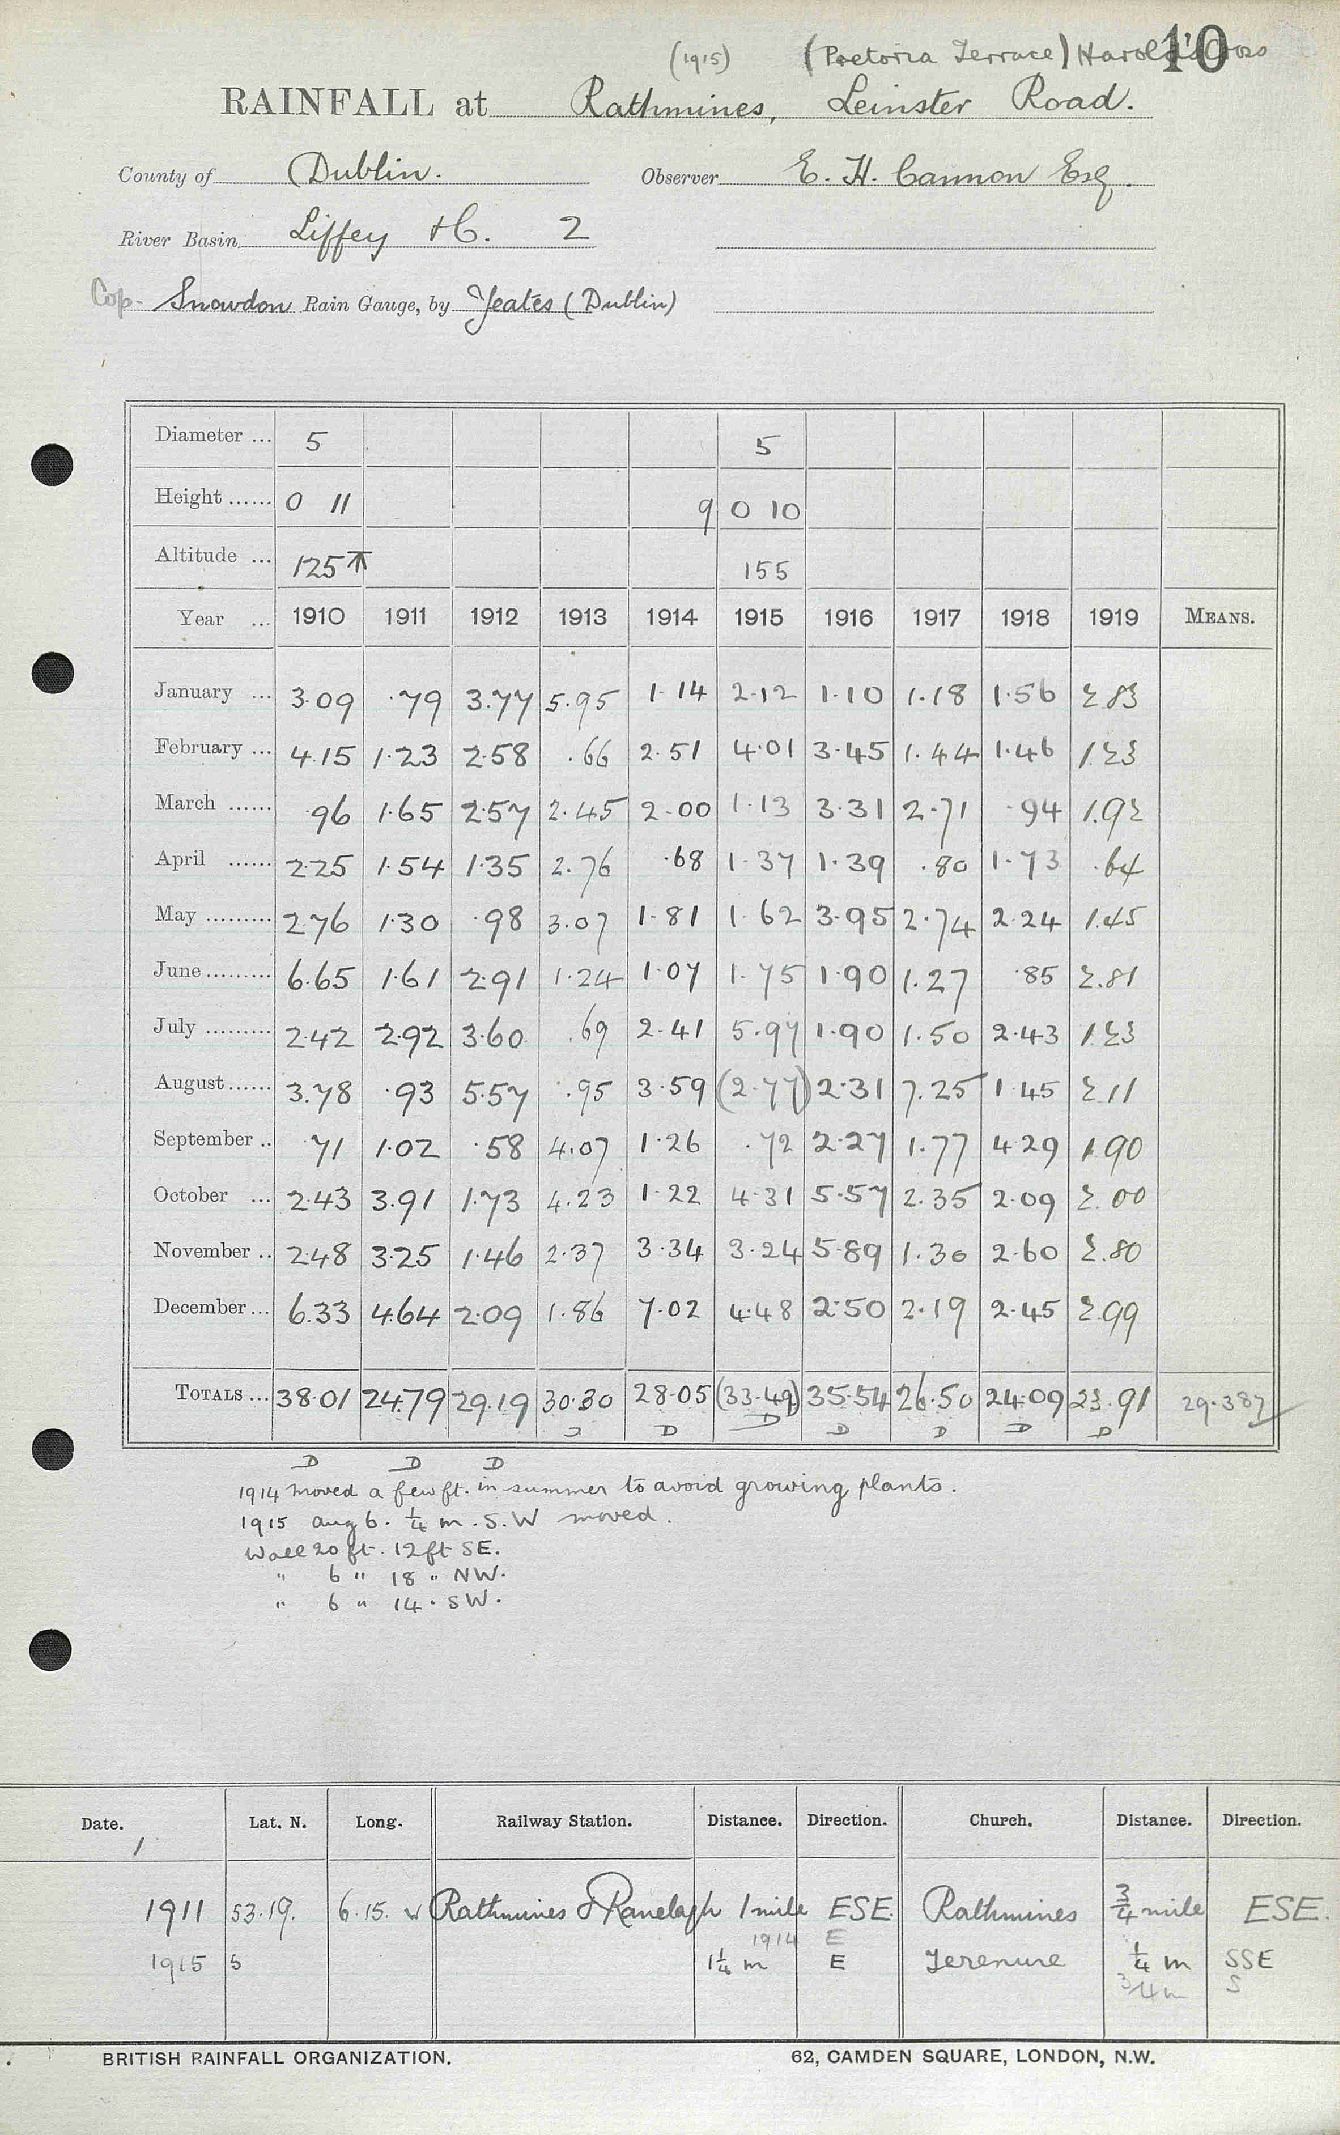 10
(1915) (Pretoria Terrace) Harold's Cross
RAINFALL at Rathmines, Leinster Road.
County of Dublin. Observer E. H. Cannon Esq.
River Basin Liffey &C. 2
Cop. Snowdon Rain Gauge, by Yeates (Dublin)
Diameter ... 5 5
Height ...... 0 11 9 0 10
Altitude ... 125 ⊼ 155
Year ... 1910 1911 1912 1913 1914 1915 1916 1917 1918 1919 MEANS.
January ... 3.09 .79 3.77 5.95 1.14 2.12 1.10 1.18 1.56 2.83
February ... 4.15 1.23 2.58 .66 2.51 4.01 3.45 1.44 1.46 1.23
March ...... .96 1.65 2.57 2.45 2.00 1.13 3.31 2.71 .94 1.92
April ...... 2.25 1.54 1.35 2.76 .68 1.37 1.39 .80 1.73 .64
May ......... 2.76 1.30 .98 3.07 1.81 1.62 3.95 2.74 2.24 1.45
June ......... 6.65 1.61 2.91 1.24 1.07 1.75 1.90 1.27 .85 2.81
July ......... 2.42 2.92 3.60 .69 2.41 5.97 1.90 1.50 2.43 1.23
August ...... 3.78 .93 5.57 .95 3.59 (2.77) 2.31 7.25 1.45 2.11
September .. .71 1.02 .58 4.07 1.26 .72 2.27 1.77 4.29 1.90
October ... 2.43 3.91 1.73 4.23 1.22 4.31 5.57 2.35 2.09 2.00
November .. 2.48 3.25 1.46 2.37 3.34 3.24 5.89 1.30 2.60 2.80
December ... 6.33 4.64 2.09 1.86 7.02 4.48 2.50 2.19 2.45 2.99
TOTALS ... 38.01 24.79 29.19 30.30 28.05 (33.49) 35.54 26.50 24.09 23.91 29.387
D D D D D D D
D D D
1914 moved a few ft. in summer to avoid growing plants.
1915 Aug 6. ¼ m. S.W moved.
Wall 20 ft. 12 ft SE.
" 6 " 18 " NW.
" 6 " 14 . SW.
Date. Lat. N. Long. Railway Station. Distance. Direction. Church. Distance. Direction.
1911 53.19. 6.15. W Rathmines & Ranelagh 1 mile ESE. Rathmines ¾ mile ESE.
1914 E
1915 5 1¼ m E Terenure ¼ m SSE
¾ m S
BRITISH RAINFALL ORGANIZATION. 62, CAMDEN SQUARE, LONDON, N.W.